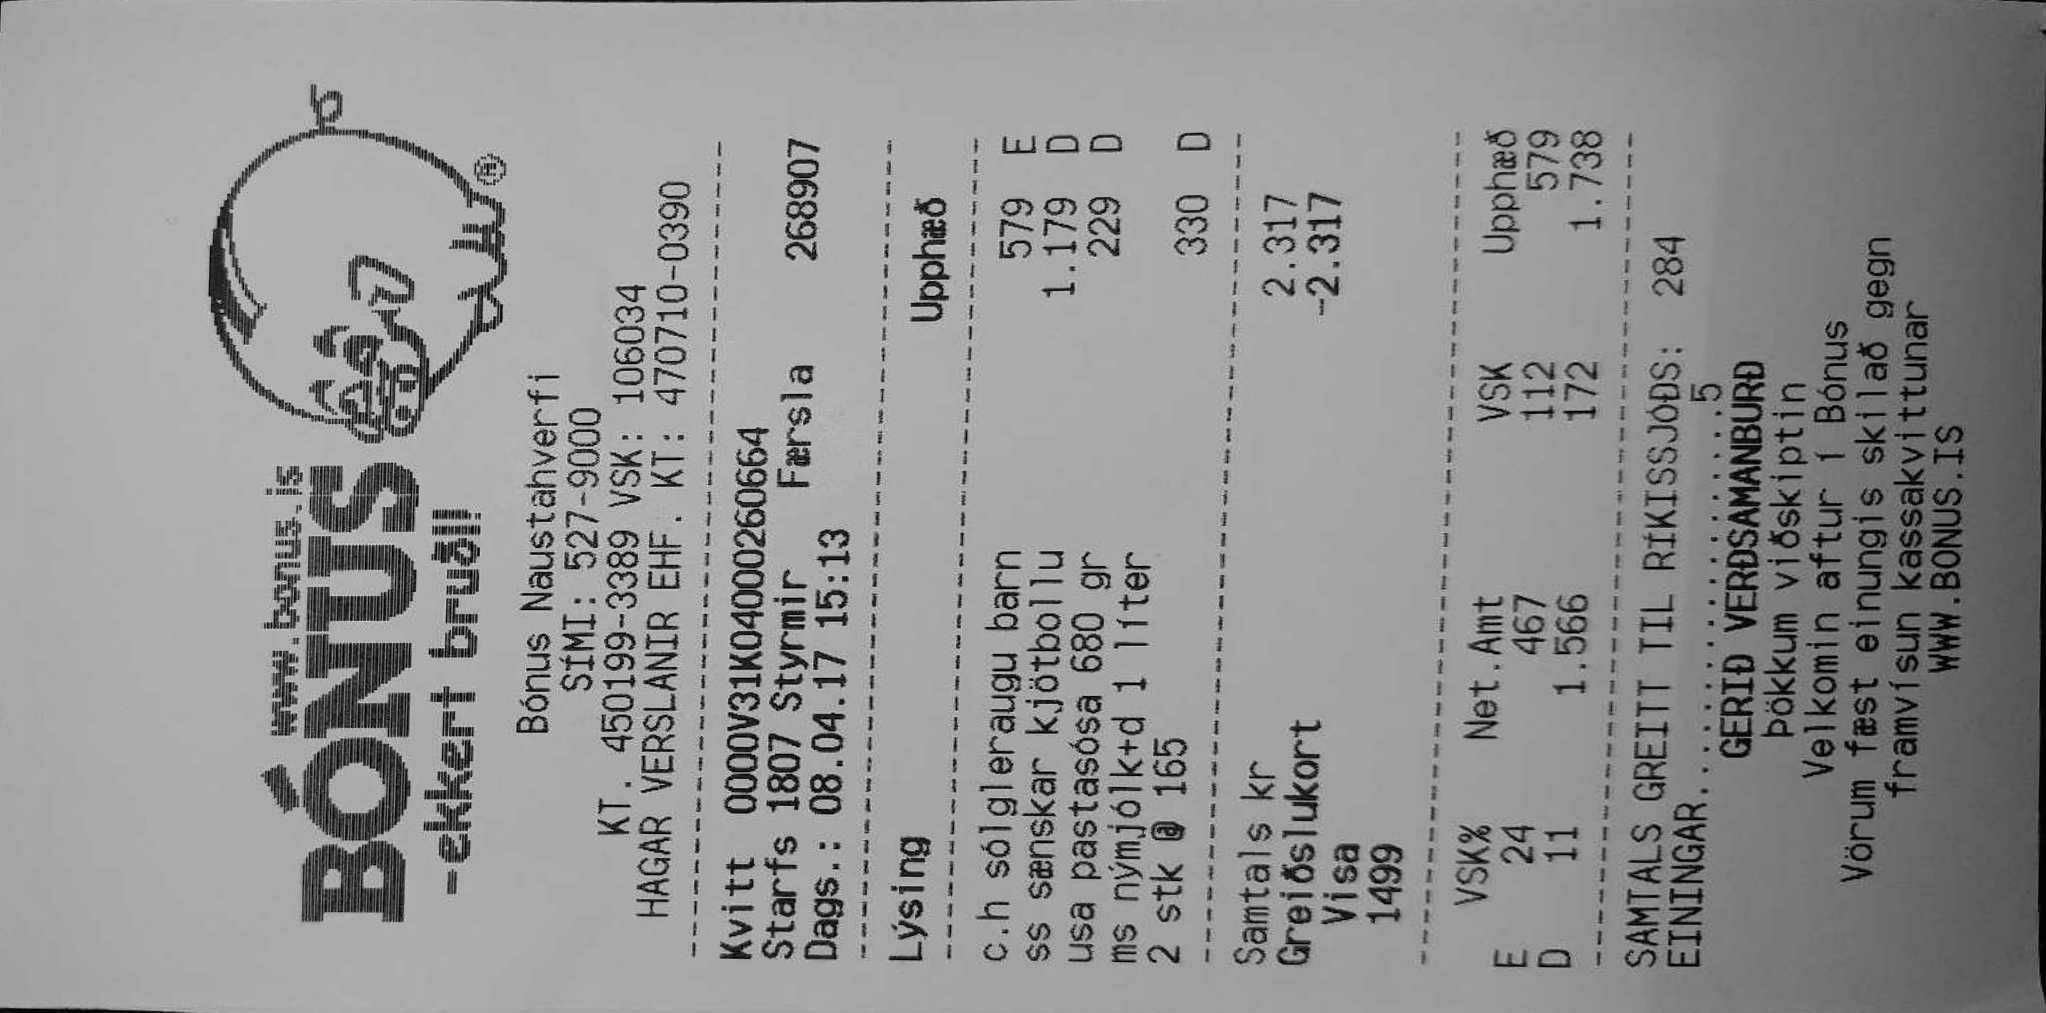 www.bonus.is
BÓNUS
-ekkert bruðl!
®
Bónus Naustahverfi
SÍMI: 527-9000
KT. 450199-3389 VSK: 106034
HAGAR VERSLANIR EHF. KT: 470710-0390
Kvitt 0000V31K04000260664
Starfs 1807 Styrmir Færsla 268907
Dags.: 08.04.17 15:13
Lýsing Upphæð
c.h sólgleraugu barn 579 E
ss sænskar kjötbollu 1.179 D
usa pastasósa 680 gr 229 D
ms nýmjólk+d 1 líter
2 stk @ 165 330 D
Samtals kr 2.317
Greiðslukort -2.317
Visa
1499
VSK% Net.Amt VSK Upphæð
E 24 467 112 579
D 11 1.566 172 1.738
SAMTALS GREITT TIL RÍKISSJÓÐS: 284
EININGAR.....................5
GERIÐ VERÐSAMANBURÐ
Þökkum viðskiptin
Velkomin aftur í Bónus
Vörum fæst einungis skilað gegn
framvísun kassakvittunar
WWW.BONUS.IS